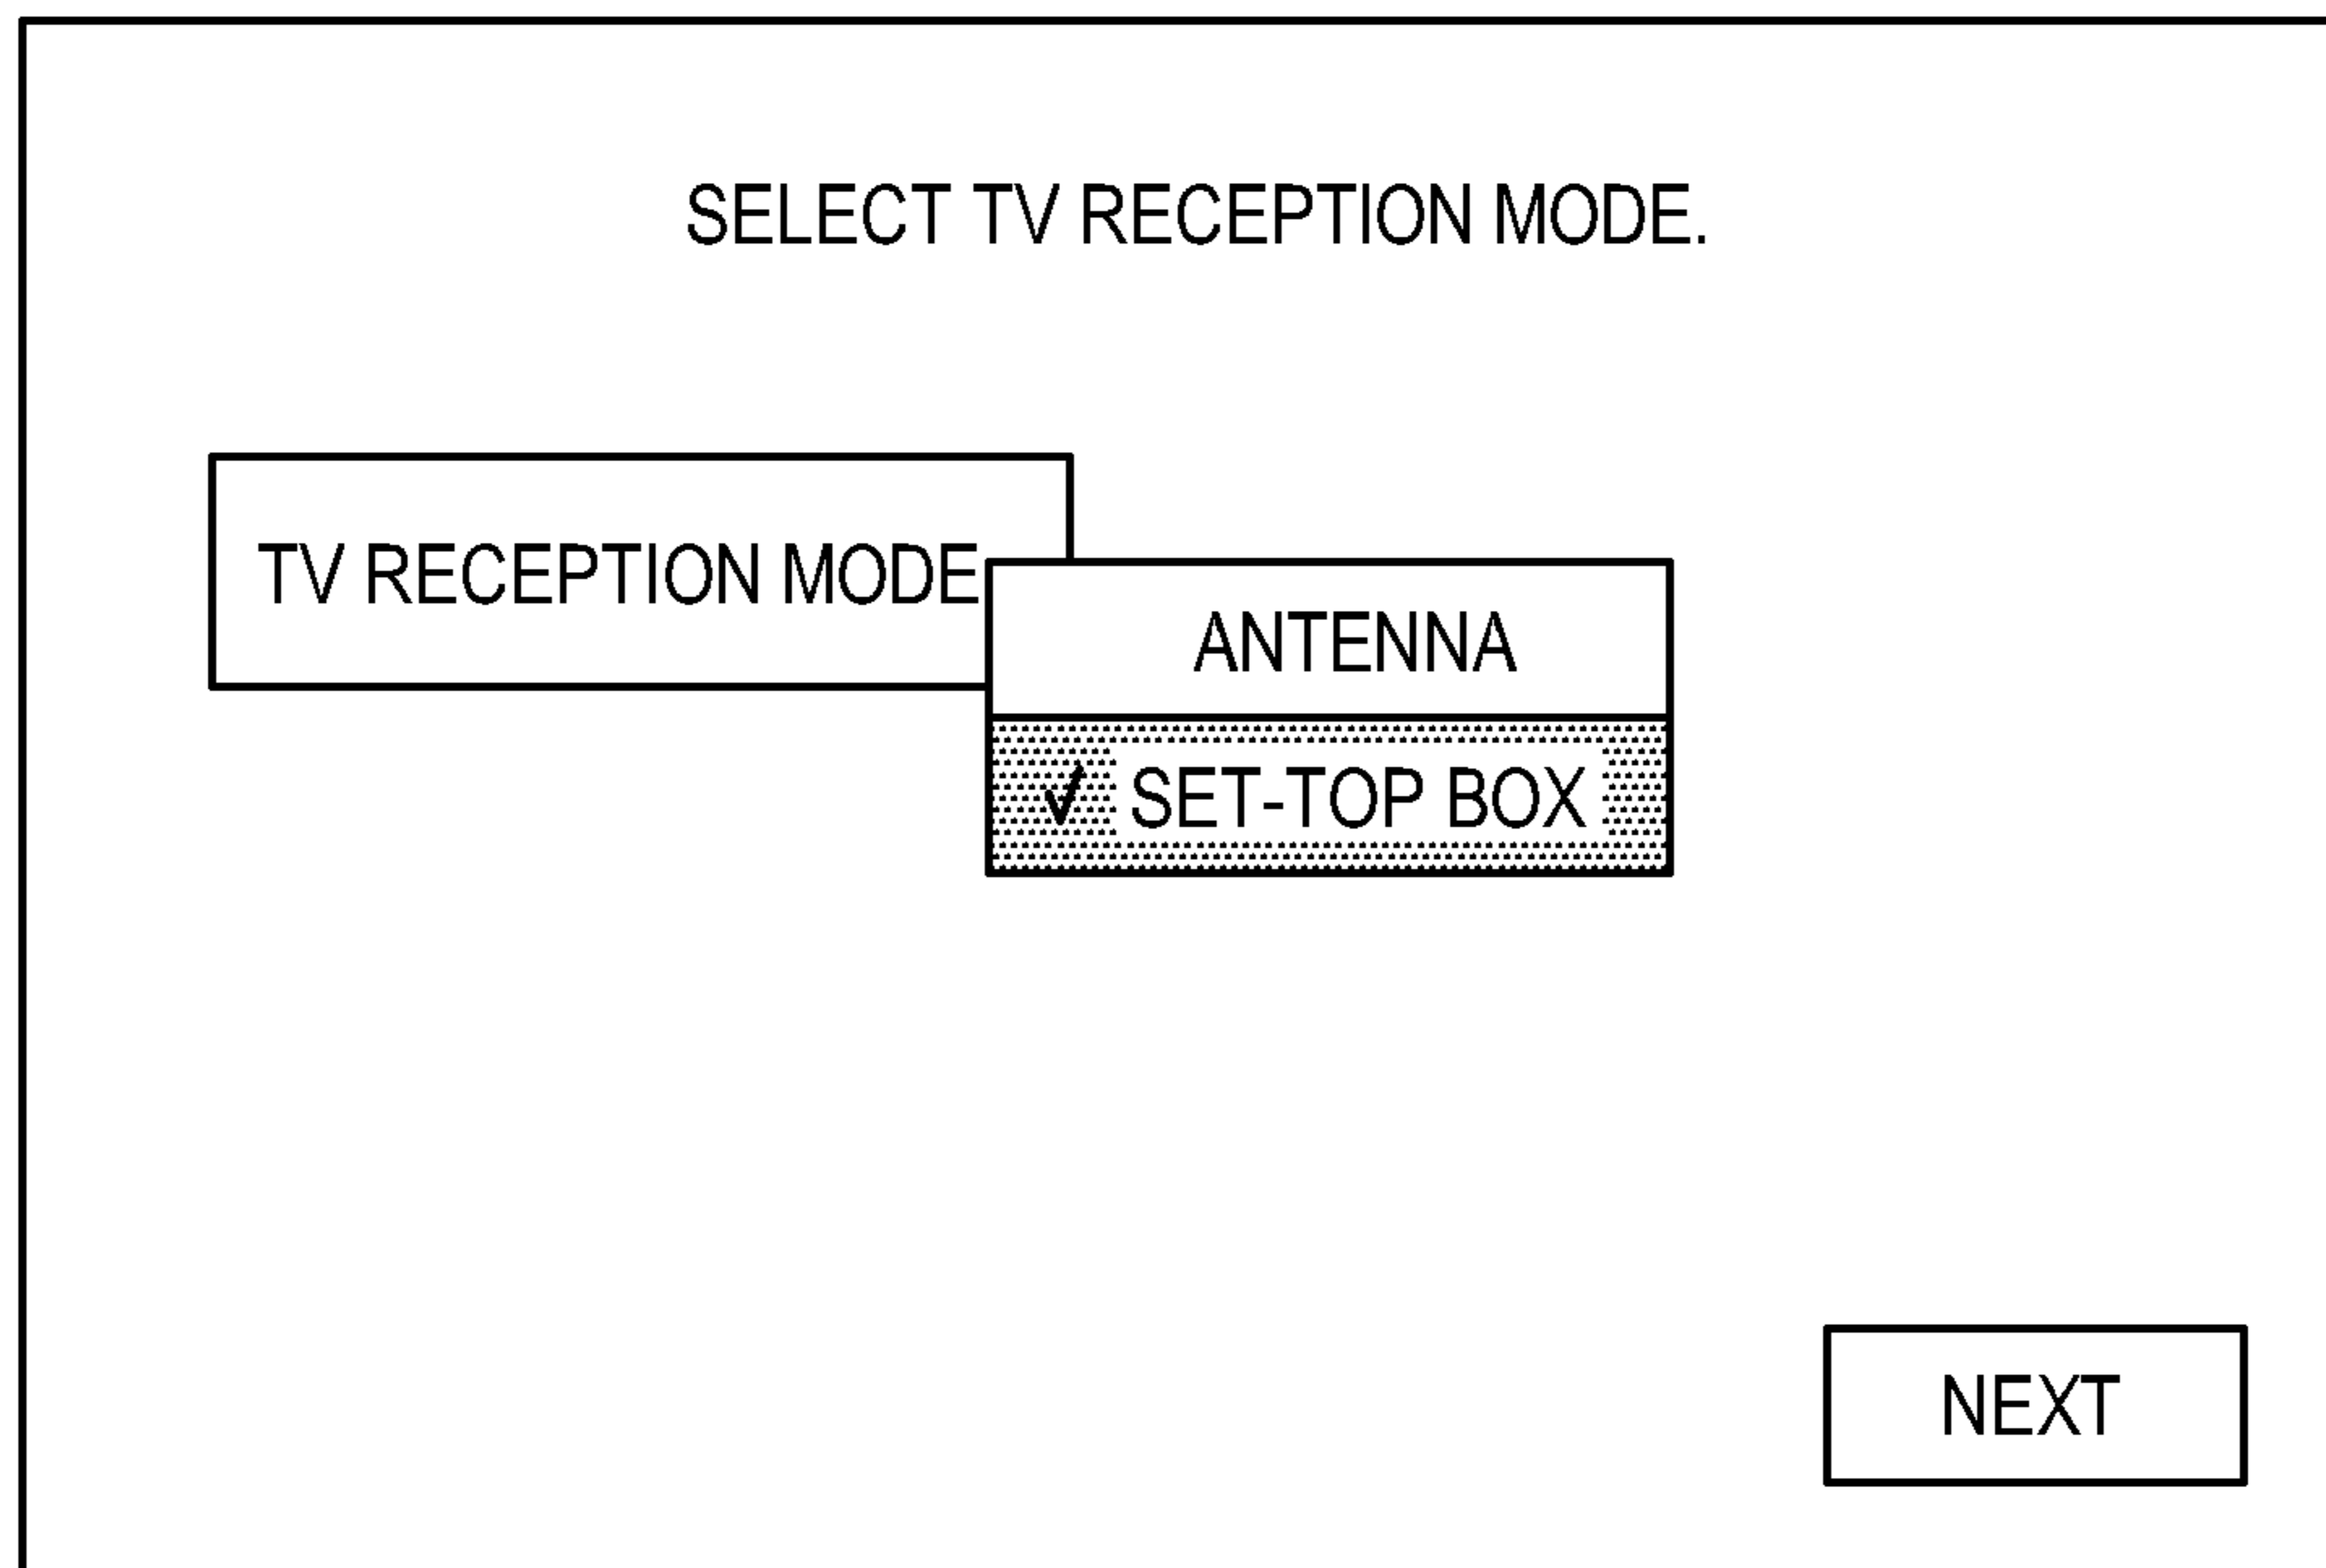 SELECT TV RECEPTION MODE.
TV RECEPTION MODE
ANTENNA
√ SET-TOP BOX
NEXT